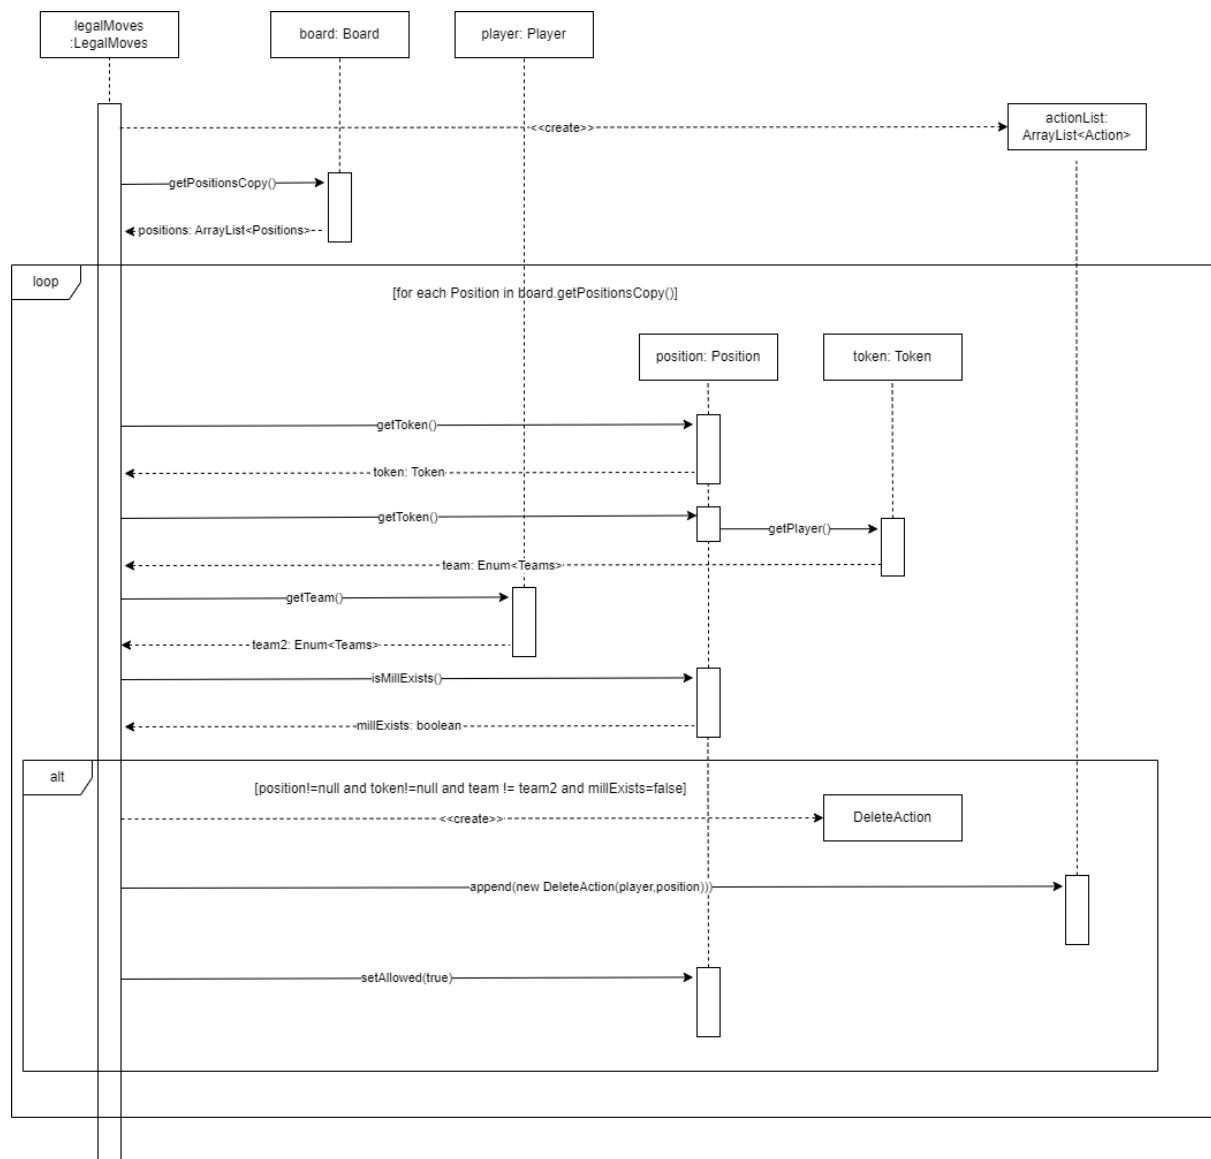 legalMoves
:LegalMoves
board: Board
player: Player
<<create>>
actionList:
ArrayList<Action>
getPositionsCopy()
positions: ArrayList<Positions>
loop
[for each Position in board.getPositionsCopy()]
position: Position
token: Token
getToken()
token: Token
getToken()
getPlayer()
team: Enum<Teams>
getTeam()
team2: Enum<Teams>
isMillExists()
millExists: boolean
alt
[position!=null and token!=null and team != team2 and millExists=false]
<<create>>
DeleteAction
append(new DeleteAction(player,position)))
setAllowed(true)